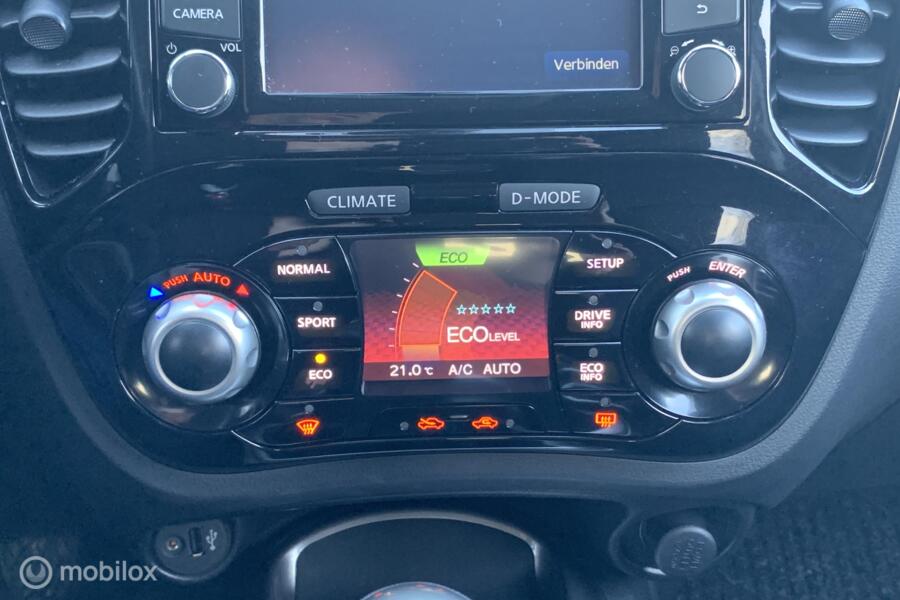 CAMERA
VOL
Verbinden
CLIMATE
D-MODE
PUSH AUTO
NORMAL
SPORT
ECO
ECO
ECO LEVEL
21.0 °C A/C AUTO
SETUP
DRIVE
INFO
ECO
INFO
PUSH ENTER
mobilox